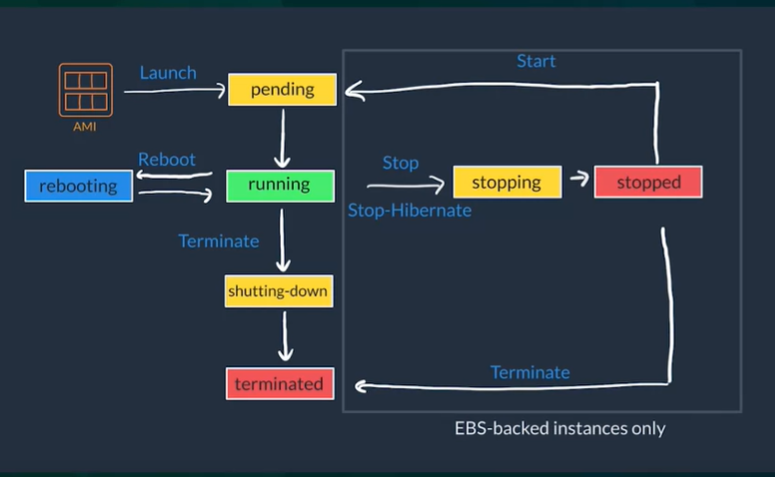 Start
Launch
pending
AMI
Reboot
Stop
rebooting
running
stopping
stopped
Stop-Hibernate
Terminate
shutting-down
Terminate
terminated
EBS-backed instances only